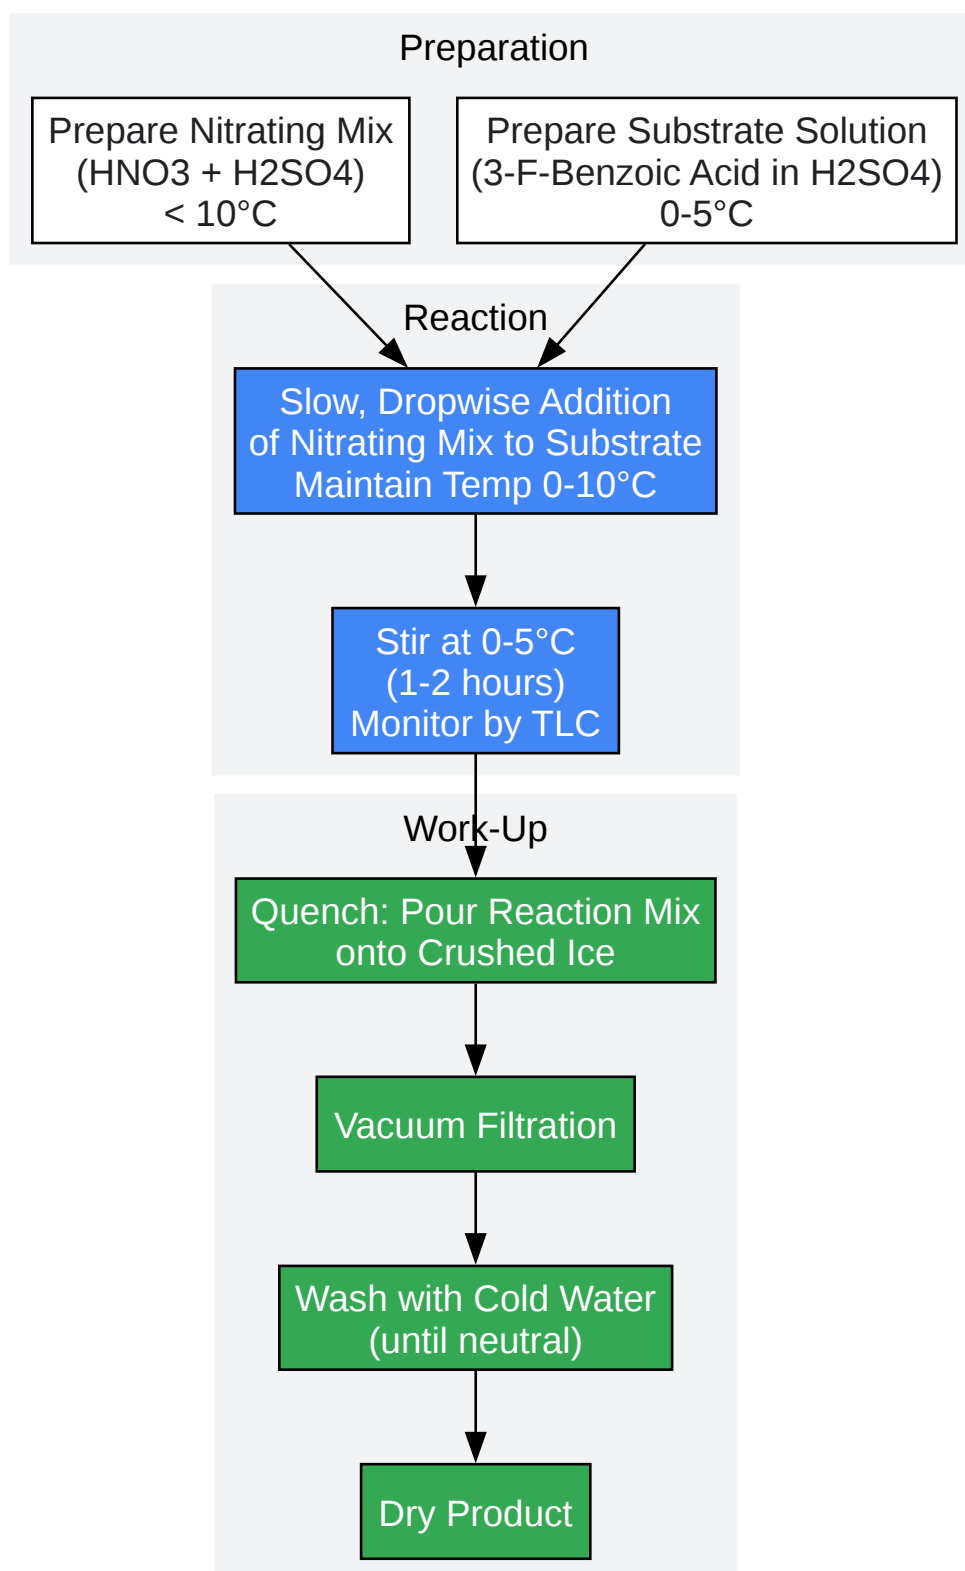 Preparation
Prepare Nitrating Mix
(HNO3 + H2SO4)
< 10°C
Prepare Substrate Solution
(3-F-Benzoic Acid in H2SO4)
0-5°C
Reaction
Slow, Dropwise Addition
of Nitrating Mix to Substrate
Maintain Temp 0-10°C
Stir at 0-5°C
(1-2 hours)
Monitor by TLC
Work-Up
Quench: Pour Reaction Mix
onto Crushed Ice
Vacuum Filtration
Wash with Cold Water
(until neutral)
Dry Product